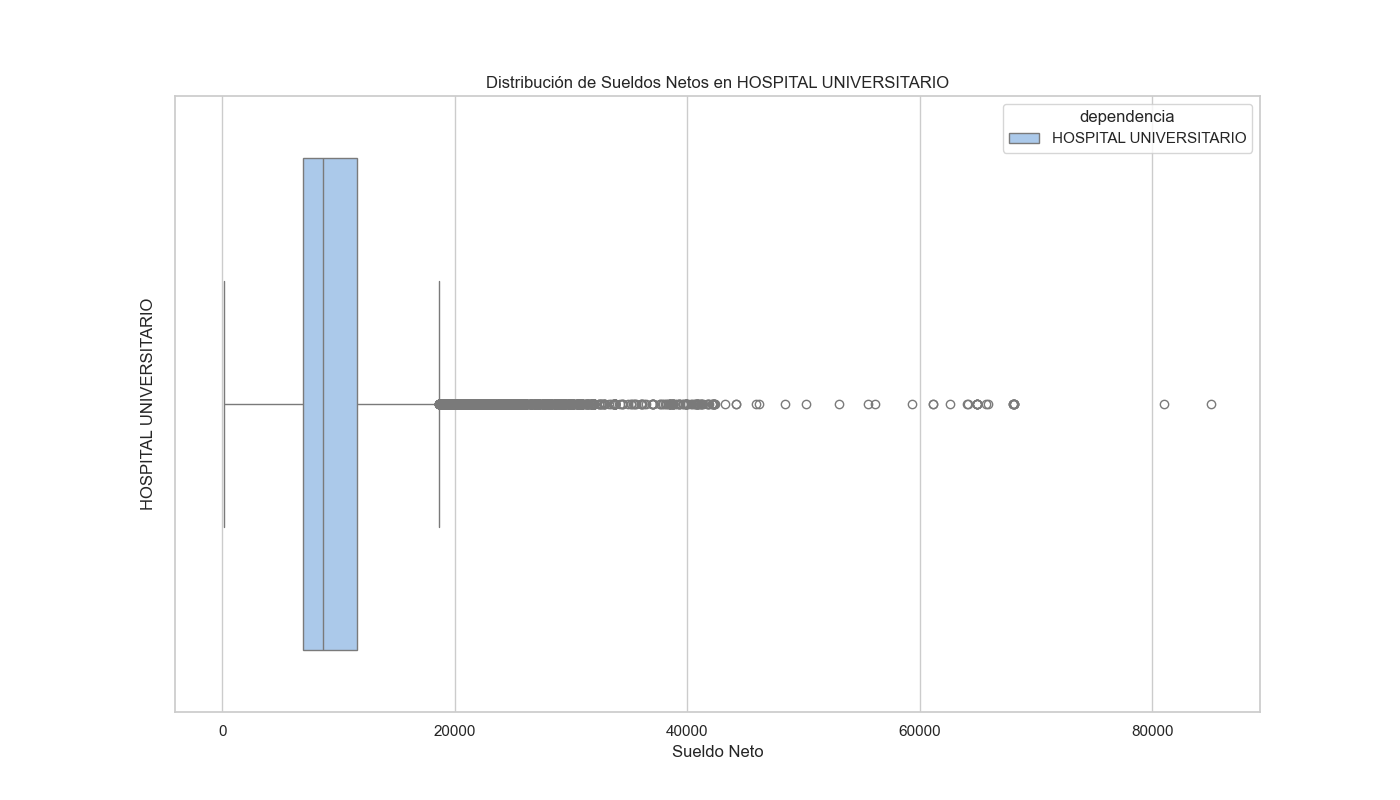 Distribución de Sueldos Netos en HOSPITAL UNIVERSITARIO
dependencia
HOSPITAL UNIVERSITARIO
HOSPITAL UNIVERSITARIO
0
20000
40000
60000
80000
Sueldo Neto